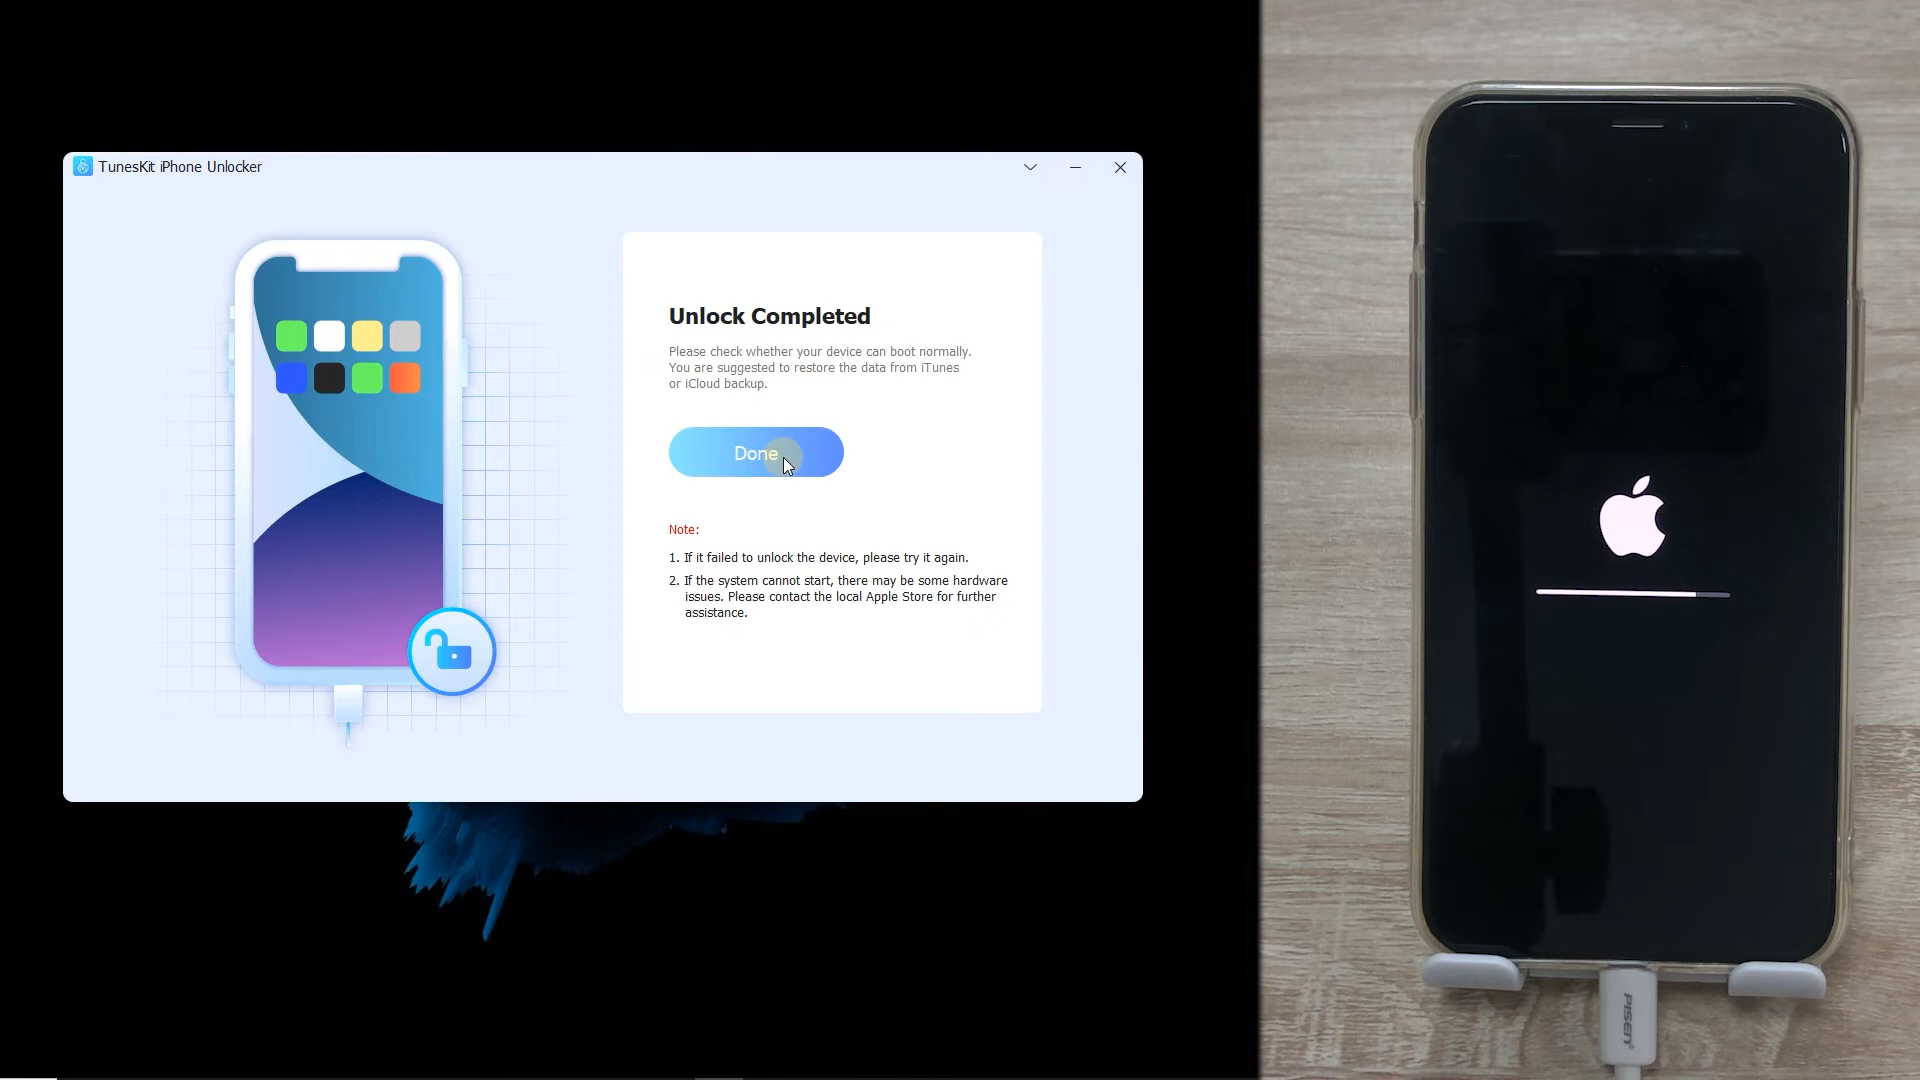 TunesKit iPhone Unlocker
Unlock Completed
Please check whether your device can boot normally.
You are suggested to restore the data from iTunes
or iCloud backup.
Done
Note:
1. If it failed to unlock the device, please try it again.
2. If the system cannot start, there may be some hardware
issues. Please contact the local Apple Store for further
assistance.
PISEN